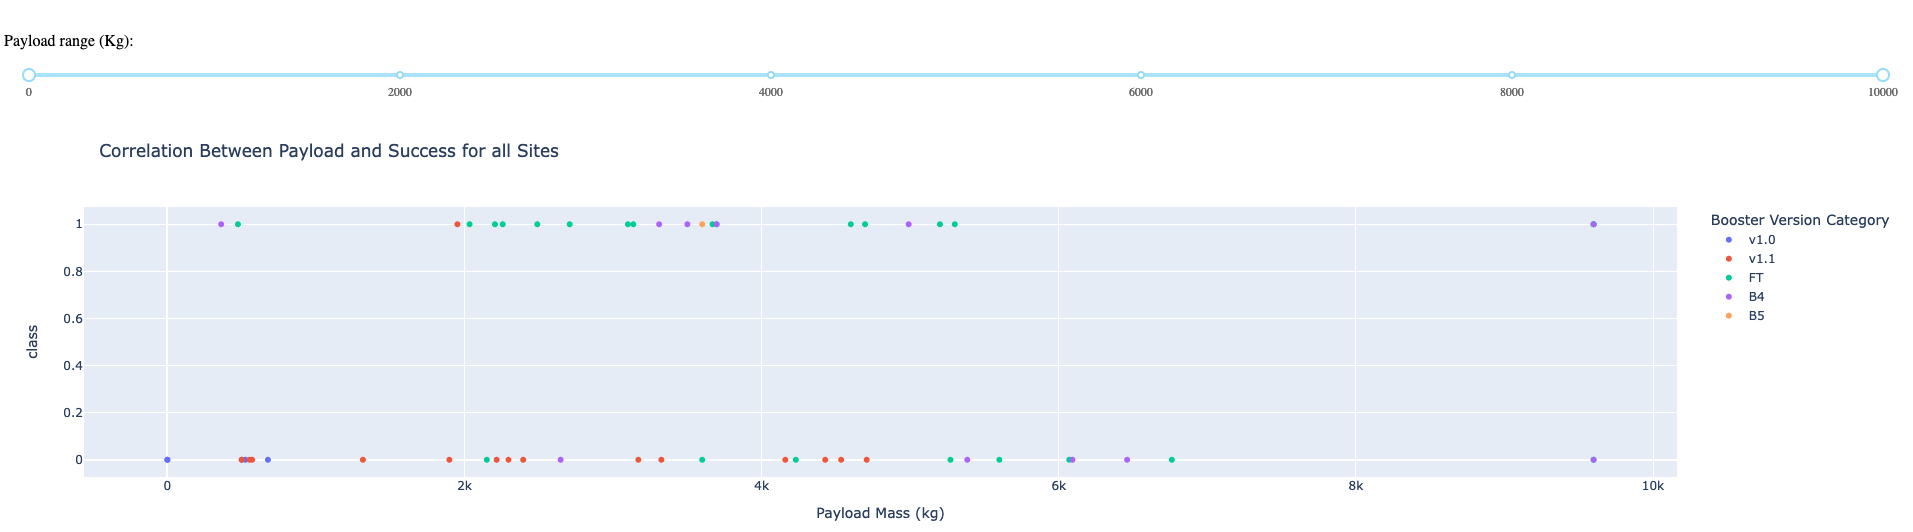 Payload range (Kg):
0 2000 4000 6000 8000 10000
Correlation Between Payload and Success for all Sites
Booster Version Category
v1.0
v1.1
FT
B4
B5
1
0.8
0.6
0.4
0.2
0
class
0 2k 4k 6k 8k 10k
Payload Mass (kg)